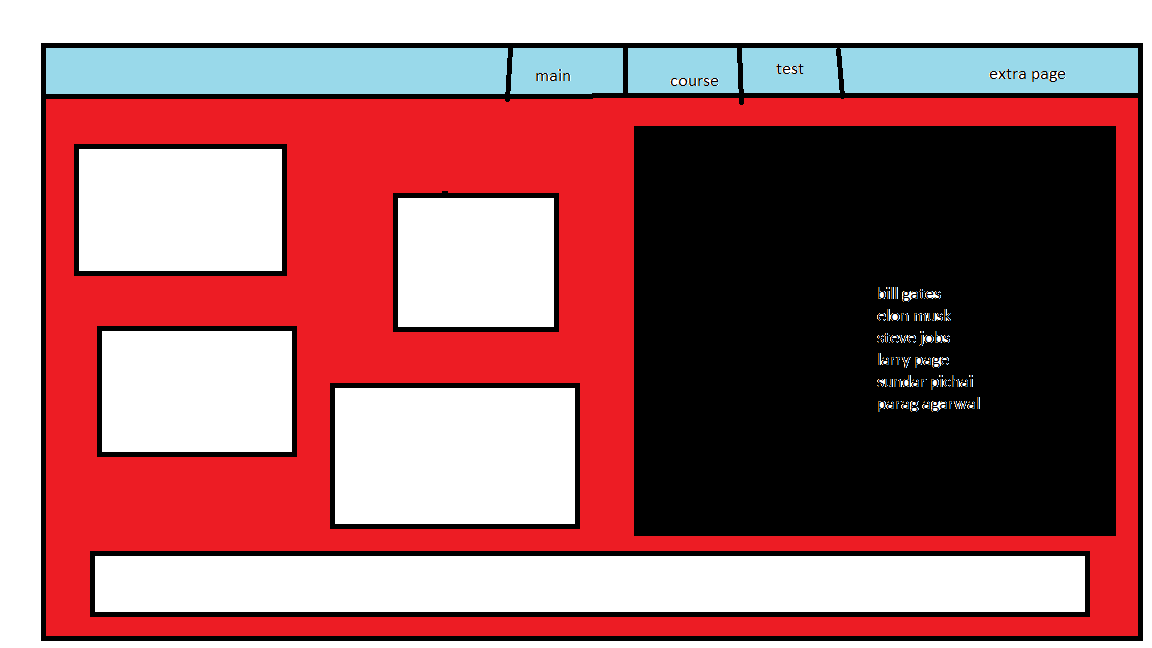 main
course
test
extra page
bill gates
elon musk
steve jobs
larry page
sundar pichai
parag agarwal